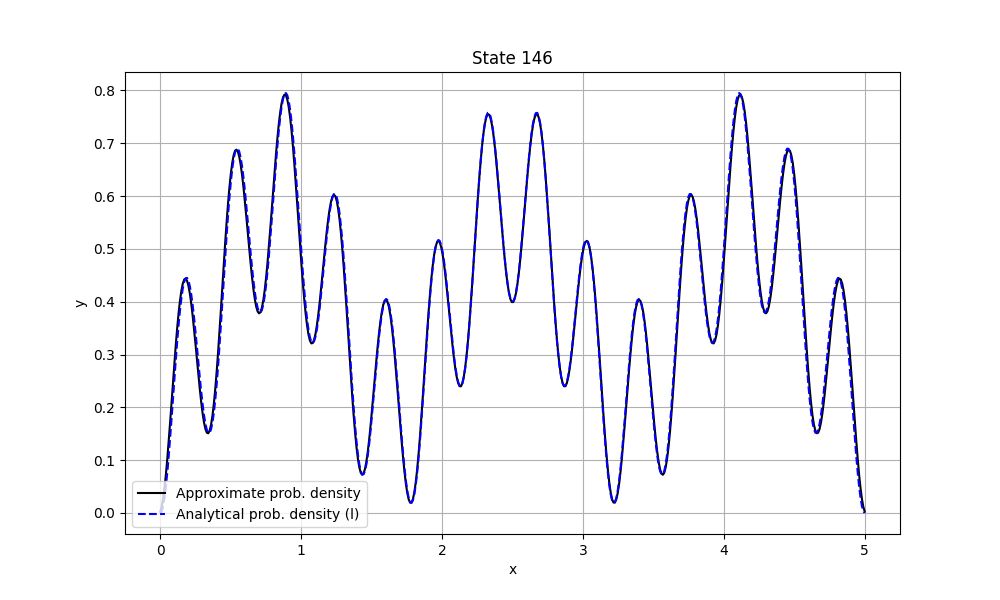 State 146
0.8
0.7
0.6
0.5
0.4
0.3
0.2
0.1
0.0
y
Approximate prob. density
Analytical prob. density (l)
0 1 2 3 4 5
x